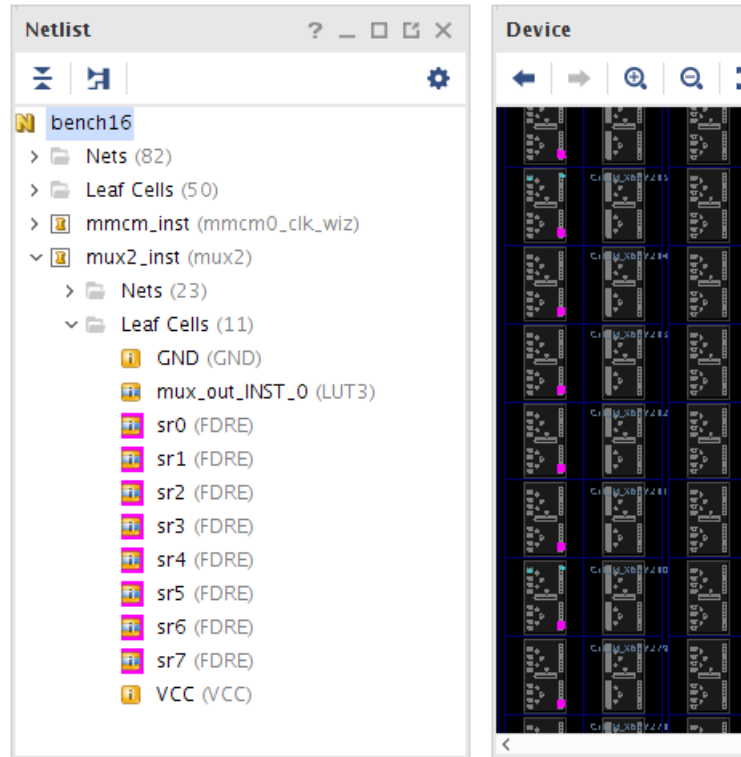 Netlist
bench16
Nets (82)
Leaf Cells (50)
mmcm_inst (mmcm0_clk_wiz)
mux2_inst (mux2)
Nets (23)
Leaf Cells (11)
GND (GND)
mux_out_INST_0 (LUT3)
sr0 (FDRE)
sr1 (FDRE)
sr2 (FDRE)
sr3 (FDRE)
sr4 (FDRE)
sr5 (FDRE)
sr6 (FDRE)
sr7 (FDRE)
VCC (VCC)
Device